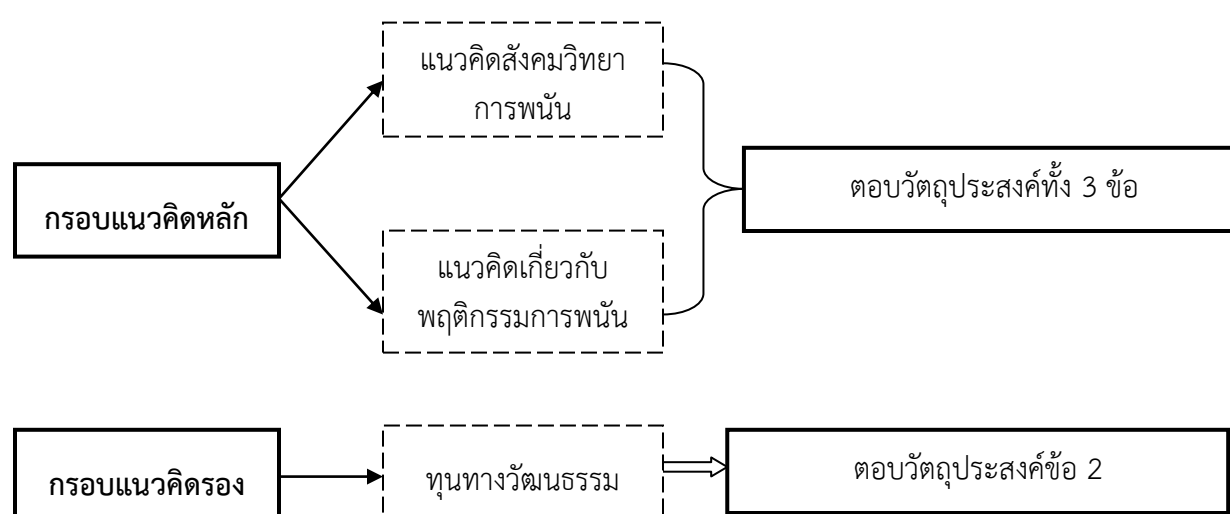 แนวคิดสังคมวิทยา
การพนัน
กรอบแนวคิดหลัก
ตอบวัตถุประสงค์ทั้ง 3 ข้อ
แนวคิดเกี่ยวกับ
พฤติกรรมการพนัน
กรอบแนวคิดรอง
ทุนทางวัฒนธรรม
ตอบวัตถุประสงค์ข้อ 2